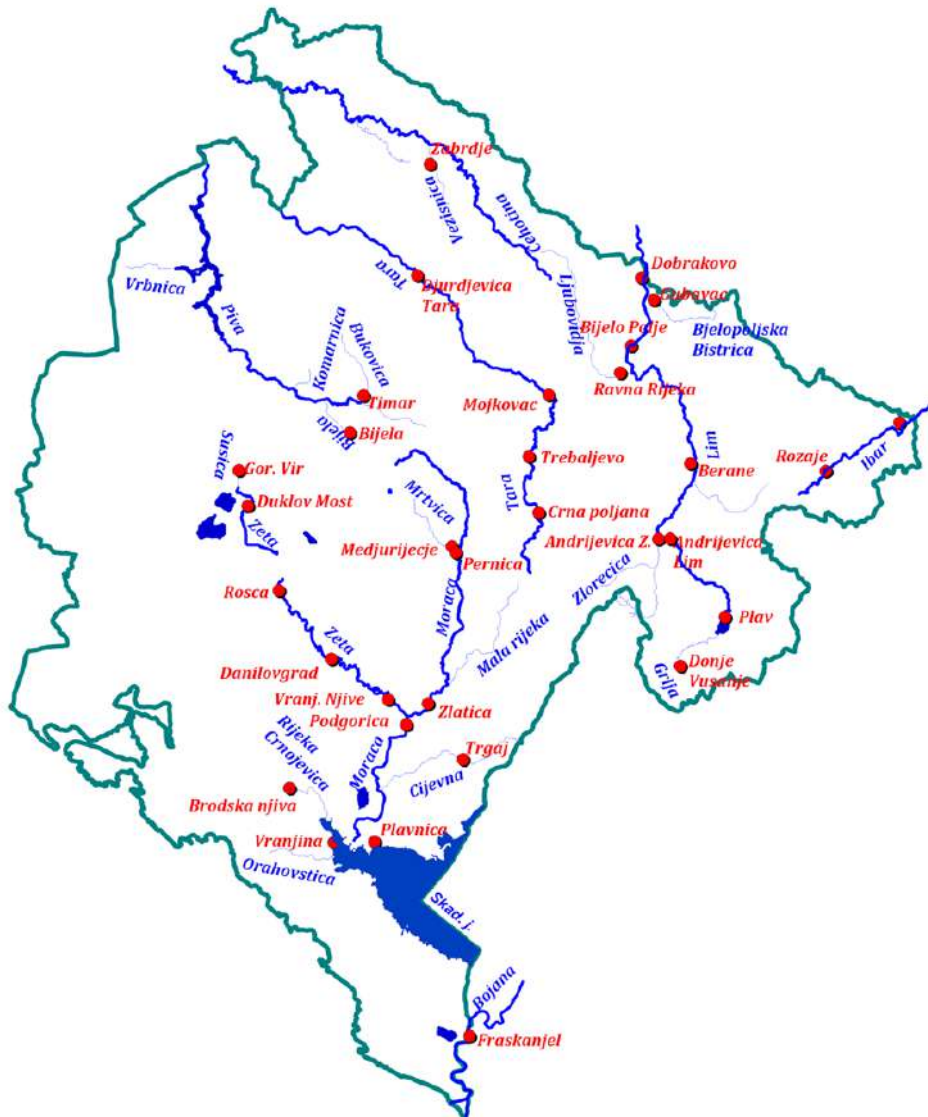 Zabrdje
Vezisnica
Cehotina
Ljubovidja
Dobrakovo
Gubavac
Tara
Djurdjevica
Tara
Vrbnica
Piva
Bijelo Polje
Bjelopoljska
Bistrica
Komarnica
Bukovica
Ravna Rijeka
Timar
Mojkovac
Bijela
Bijela
Lim
Susica
Gor. Vir
Trebaljevo
Berane
Rozaje
Ibar
Duklov Most
Zeta
Mrtvica
Tara
Crna poljana
Medjurijecje
Pernica
Andrijevica Z.
Andrijevica
Lim
Zlorecica
Rosca
Moraca
Plav
Zeta
Mala rijeka
Danilovgrad
Donje
Vusanje
Grlja
Vranj. Njive
Podgorica
Zlatica
Rijeka
Crnojevica
Moraca
Trgaj
Cijevna
Brodska njiva
Vranjina
Plavnica
Orahovstica
Skad. j.
Bojana
Fraskanjel